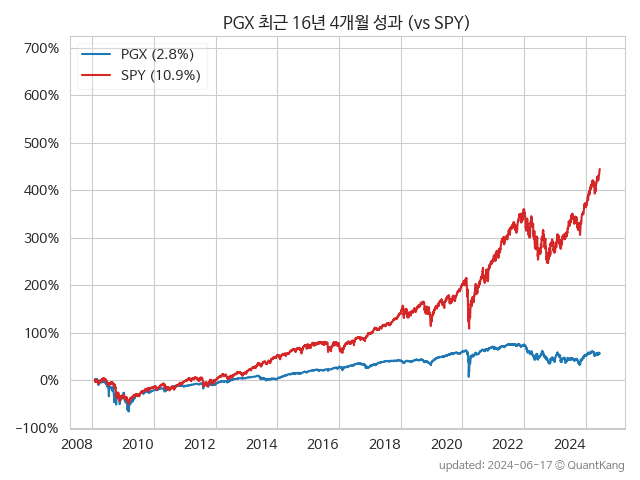 PGX 최근 16년 4개월 성과 (vs SPY)
PGX (2.8%)
SPY (10.9%)
700%
600%
500%
400%
300%
200%
100%
0%
−100%
2008 2010 2012 2014 2016 2018 2020 2022 2024
updated: 2024-06-17 © QuantKang